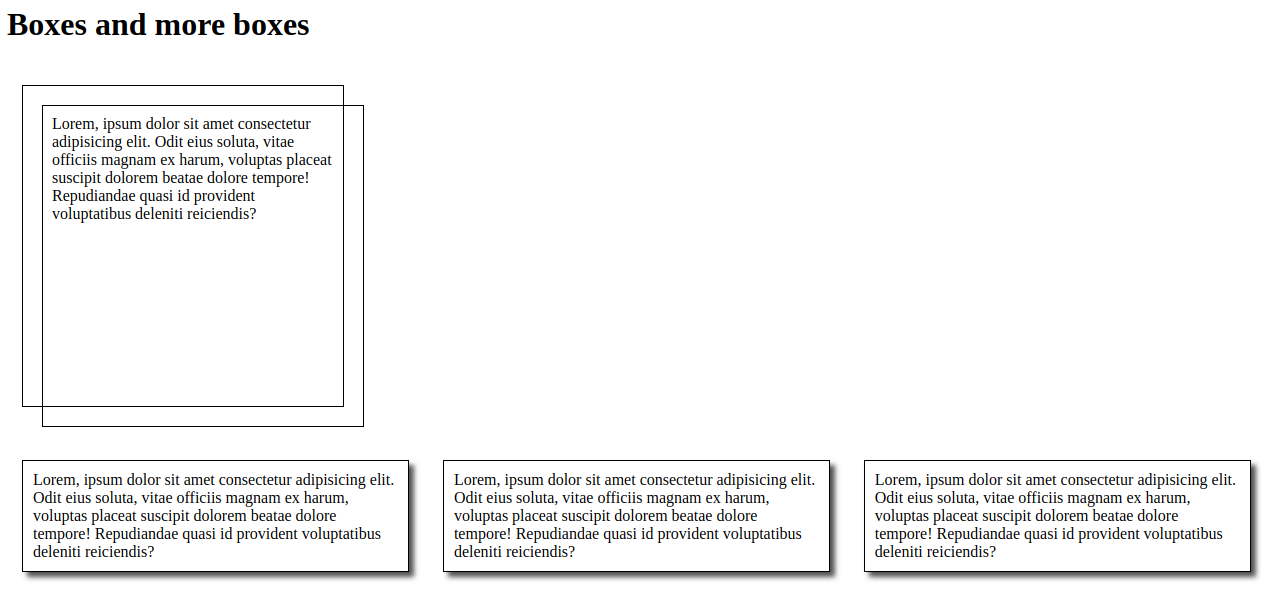 Boxes and more boxes
Lorem, ipsum dolor sit amet consectetur
adipisicing elit. Odit eius soluta, vitae
officiis magnam ex harum, voluptas placeat
suscipit dolorem beatae dolore tempore!
Repudiandae quasi id provident
voluptatibus deleniti reiciendis?
Lorem, ipsum dolor sit amet consectetur adipisicing elit.
Odit eius soluta, vitae officiis magnam ex harum,
voluptas placeat suscipit dolorem beatae dolore
tempore! Repudiandae quasi id provident voluptatibus
deleniti reiciendis?
Lorem, ipsum dolor sit amet consectetur adipisicing elit.
Odit eius soluta, vitae officiis magnam ex harum,
voluptas placeat suscipit dolorem beatae dolore
tempore! Repudiandae quasi id provident voluptatibus
deleniti reiciendis?
Lorem, ipsum dolor sit amet consectetur adipisicing elit.
Odit eius soluta, vitae officiis magnam ex harum,
voluptas placeat suscipit dolorem beatae dolore
tempore! Repudiandae quasi id provident voluptatibus
deleniti reiciendis?